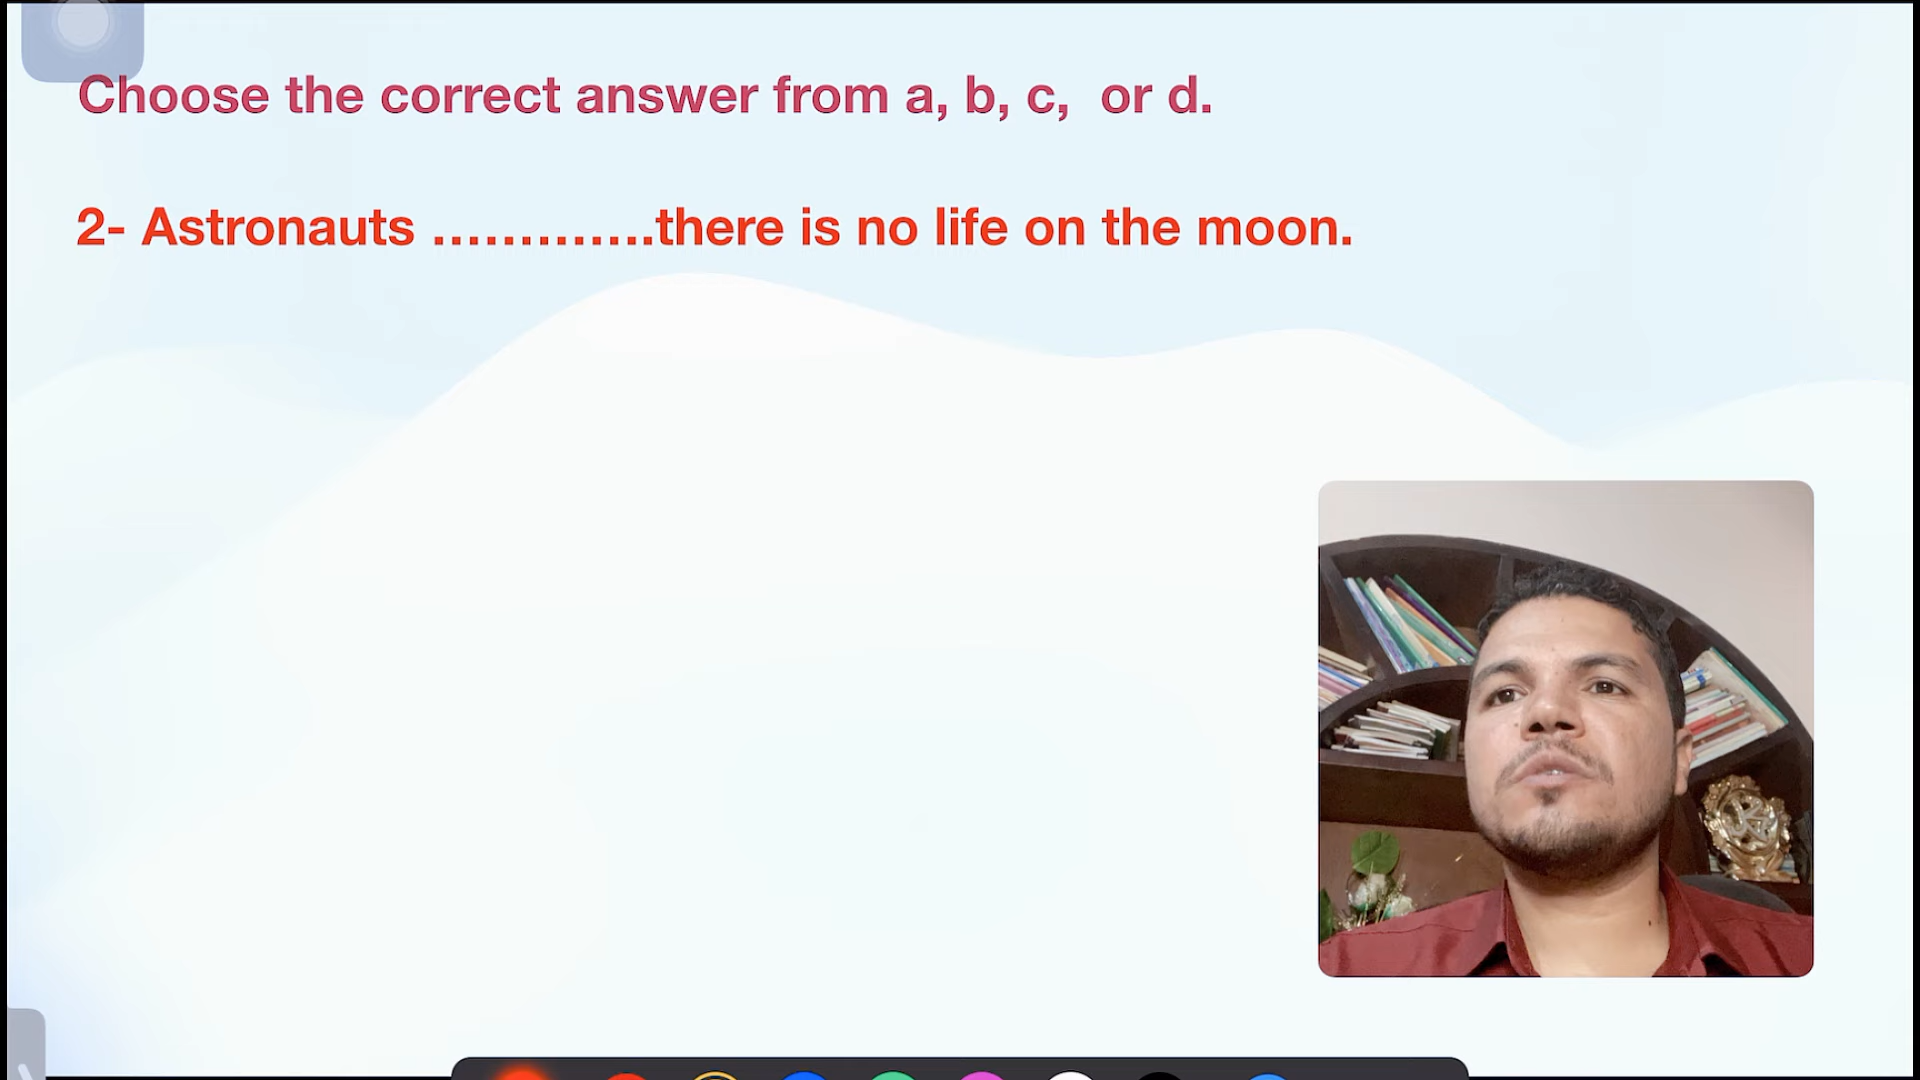 Choose the correct answer from a, b, c,  or d.
2- Astronauts .............there is no life on the moon.